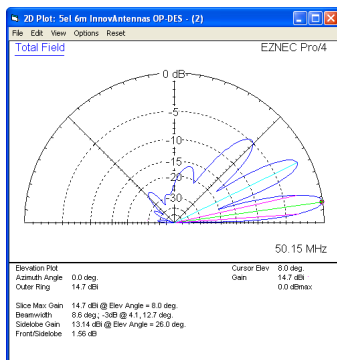 2D Plot: 5el 6m InnovAntennas OP-DES - (2)
File Edit View Options Reset
Total Field
EZNEC Pro/4
0 dB
-5
-10
-15
-20
-30
50.15 MHz
Elevation Plot
Azimuth Angle 0.0 deg.
Outer Ring 14.7 dBi
Cursor Elev 8.0 deg.
Gain 14.7 dBi
0.0 dBmax
Slice Max Gain 14.7 dBi @ Elev Angle = 8.0 deg.
Beamwidth 8.6 deg.; -3dB @ 4.1, 12.7 deg.
Sidelobe Gain 13.14 dBi @ Elev Angle = 26.0 deg.
Front/Sidelobe 1.56 dB